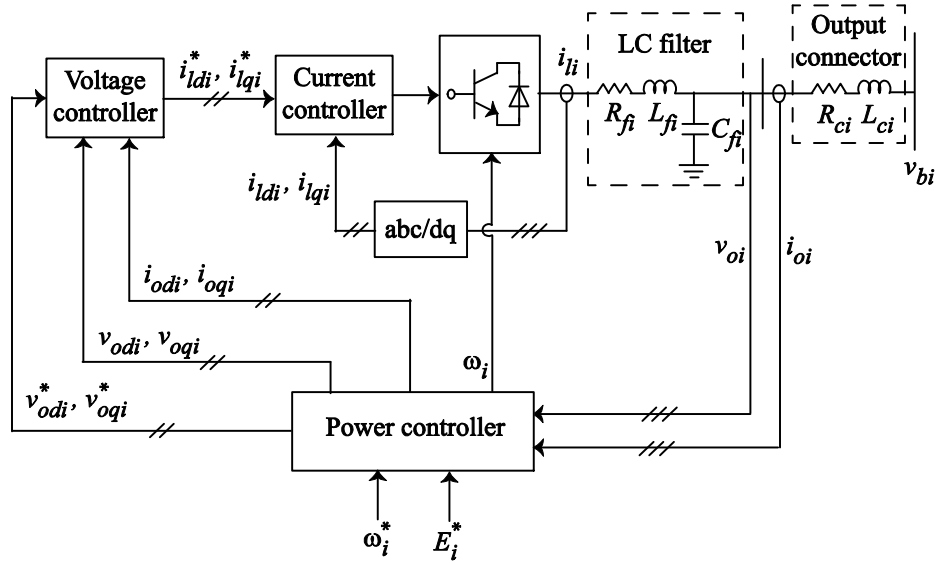 Voltage
controller
i*ldi, i*lqi
Current
controller
ili
LC filter
Rfi Lfi
Cfi
Output
connector
Rci Lci
vbi
ildi, ilqi
abc/dq
voi
ioi
iodi, ioqi
vodi, voqi
ωi
v*odi, v*oqi
Power controller
ω*i
E*i